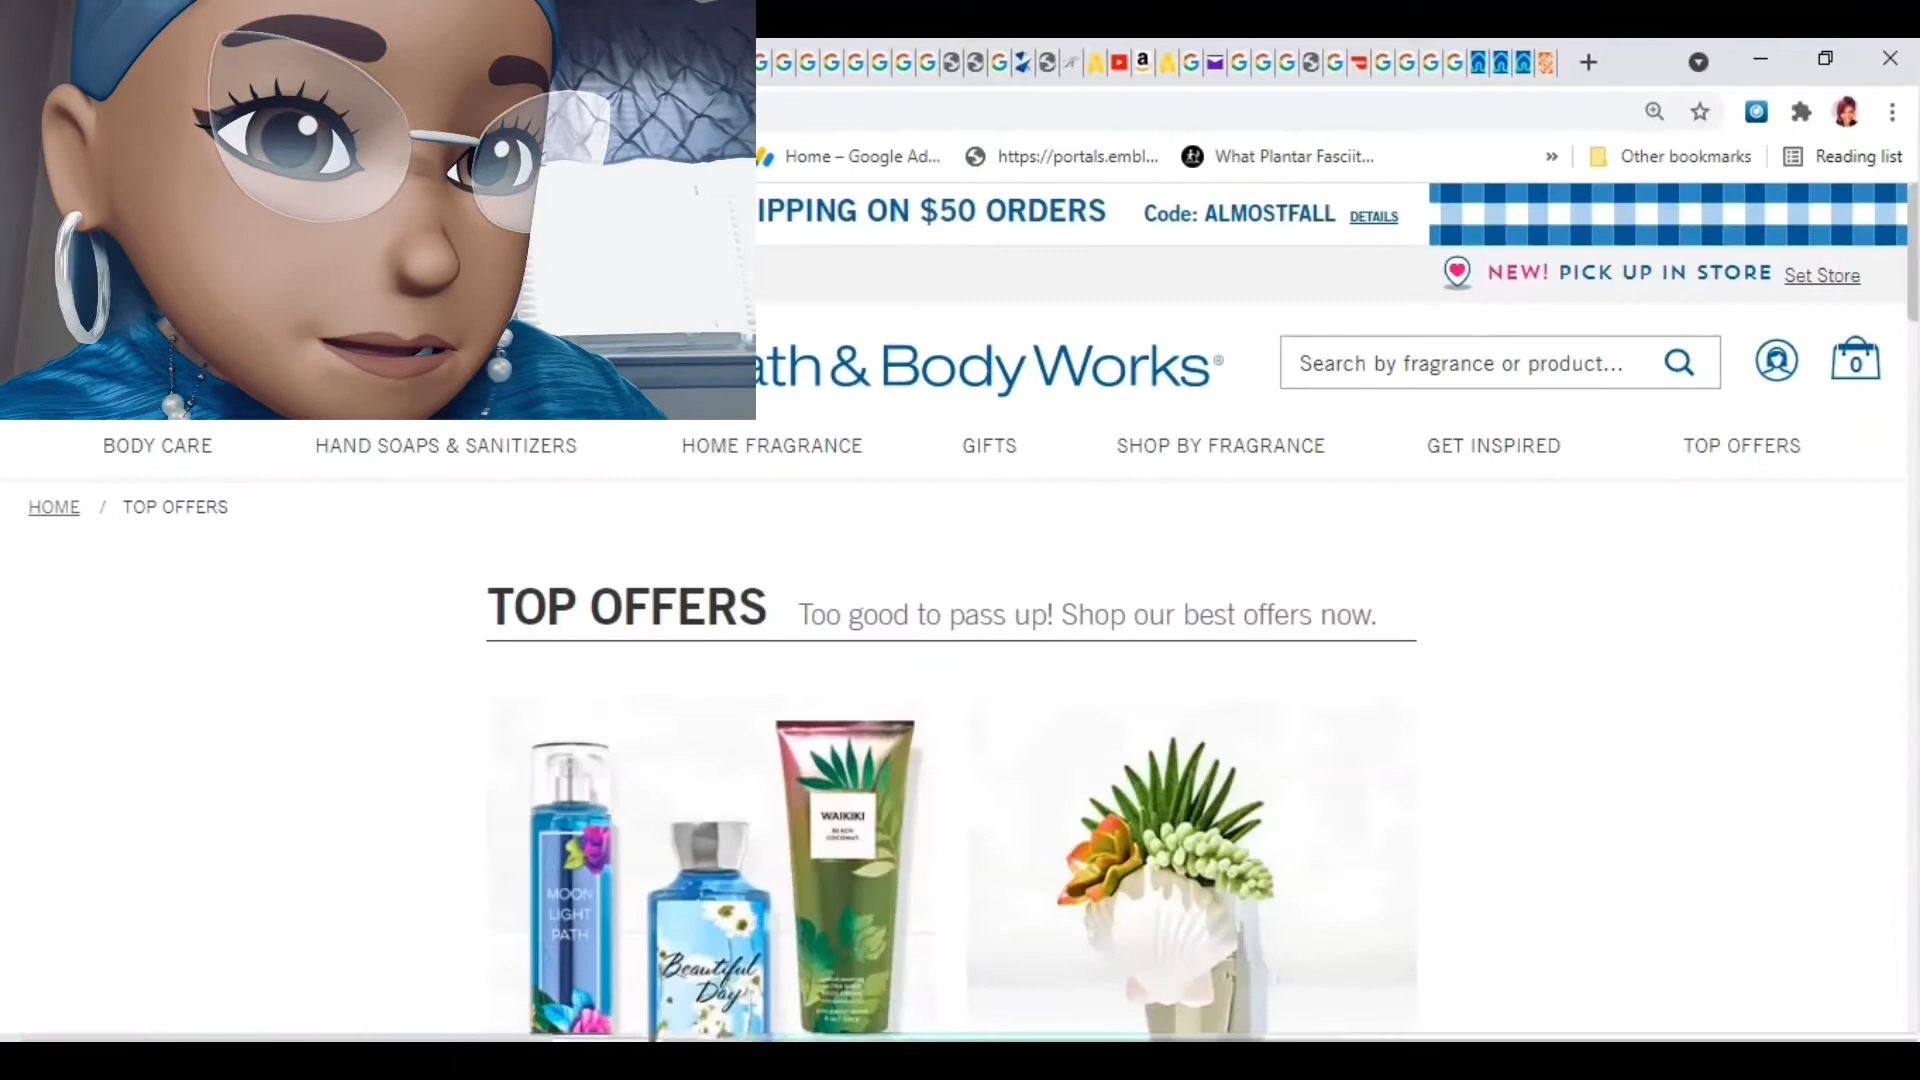 Home – Google Ad...
https://portals.embl...
What Plantar Fasciit...
»
Other bookmarks
Reading list
IPPING ON $50 ORDERS
Code: ALMOSTFALL
DETAILS
NEW! PICK UP IN STORE
Set Store
ath & Body Works®
Search by fragrance or product...
0
BODY CARE
HAND SOAPS & SANITIZERS
HOME FRAGRANCE
GIFTS
SHOP BY FRAGRANCE
GET INSPIRED
TOP OFFERS
HOME / TOP OFFERS
TOP OFFERS
Too good to pass up! Shop our best offers now.
WAIKIKI
BEACH
COCONUT
MOON
LIGHT
PATH
Beautiful
Day